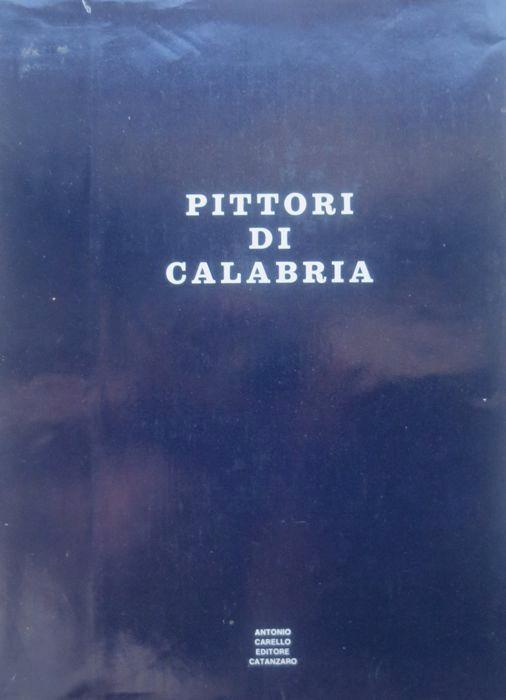 PITTORI
DI
CALABRIA
ANTONIO
CARELLO
EDITORE
CATANZARO